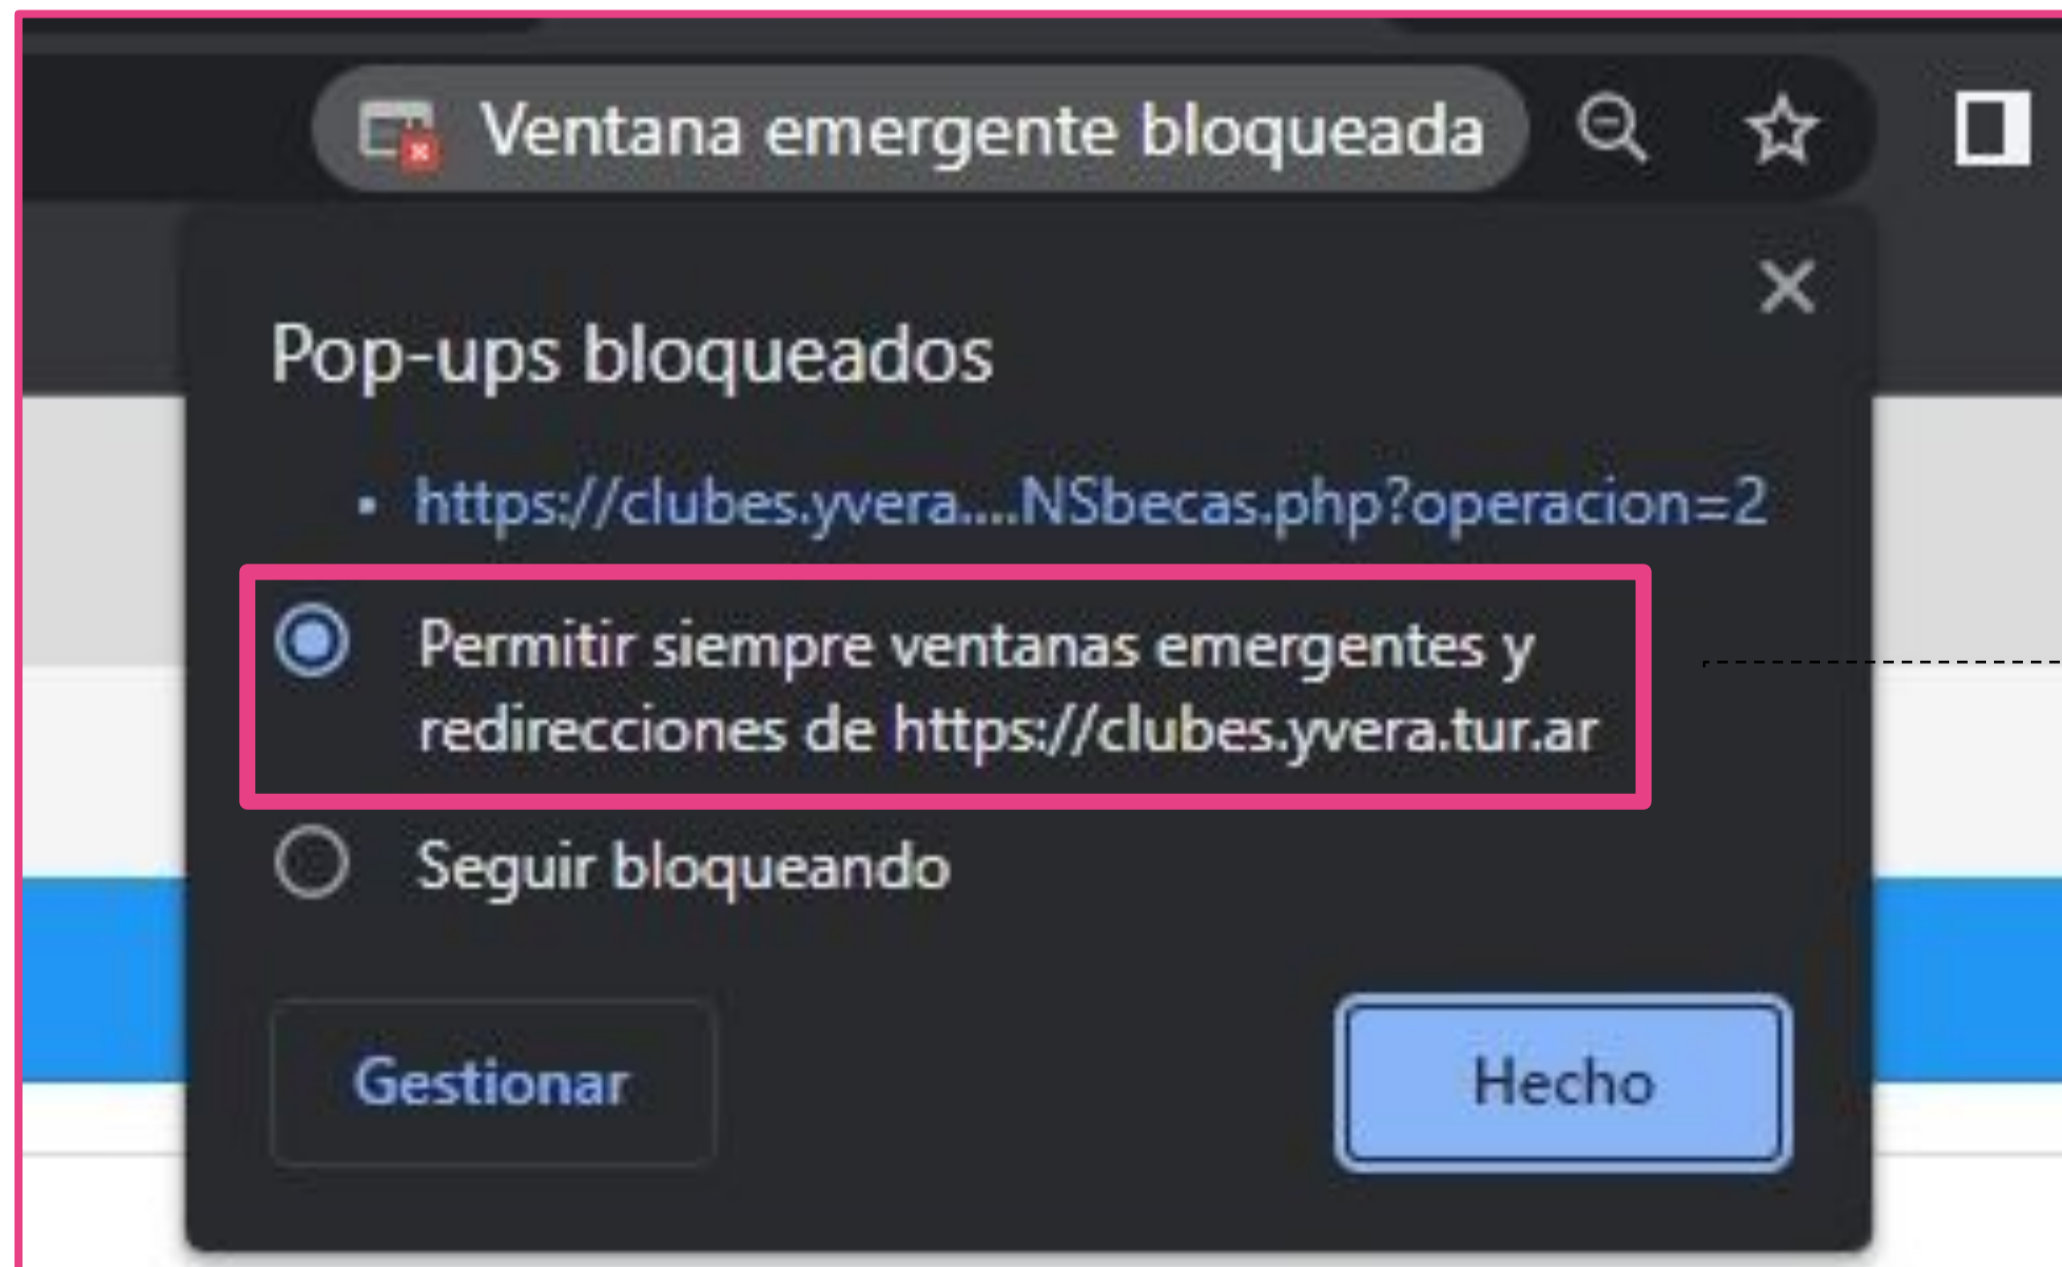 Ventana emergente bloqueada
Pop-ups bloqueados
▪ https://clubes.yvera....NSbecas.php?operacion=2
Permitir siempre ventanas emergentes y
redirecciones de https://clubes.yvera.tur.ar
Seguir bloqueando
Gestionar
Hecho